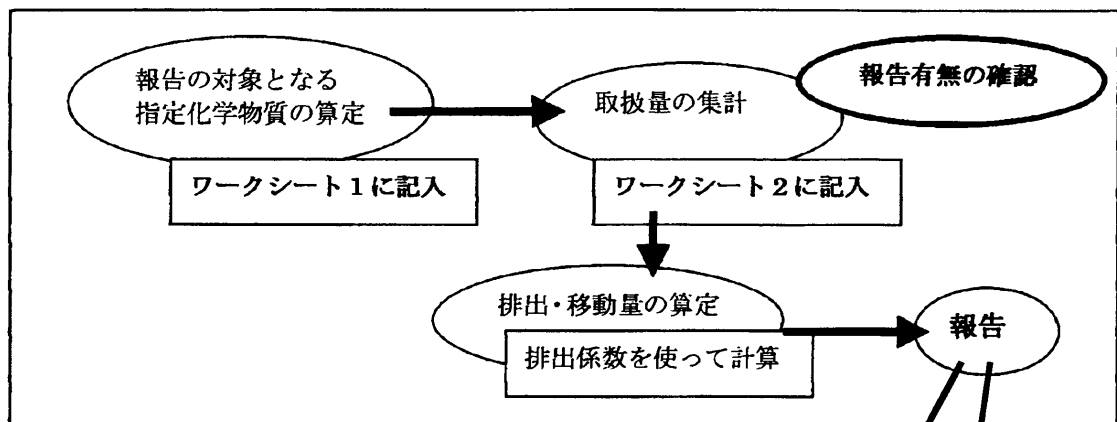 報告の対象となる
指定化学物質の算定
ワークシート1に記入
取扱量の集計
報告有無の確認
ワークシート2に記入
排出・移動量の算定
排出係数を使って計算
報告